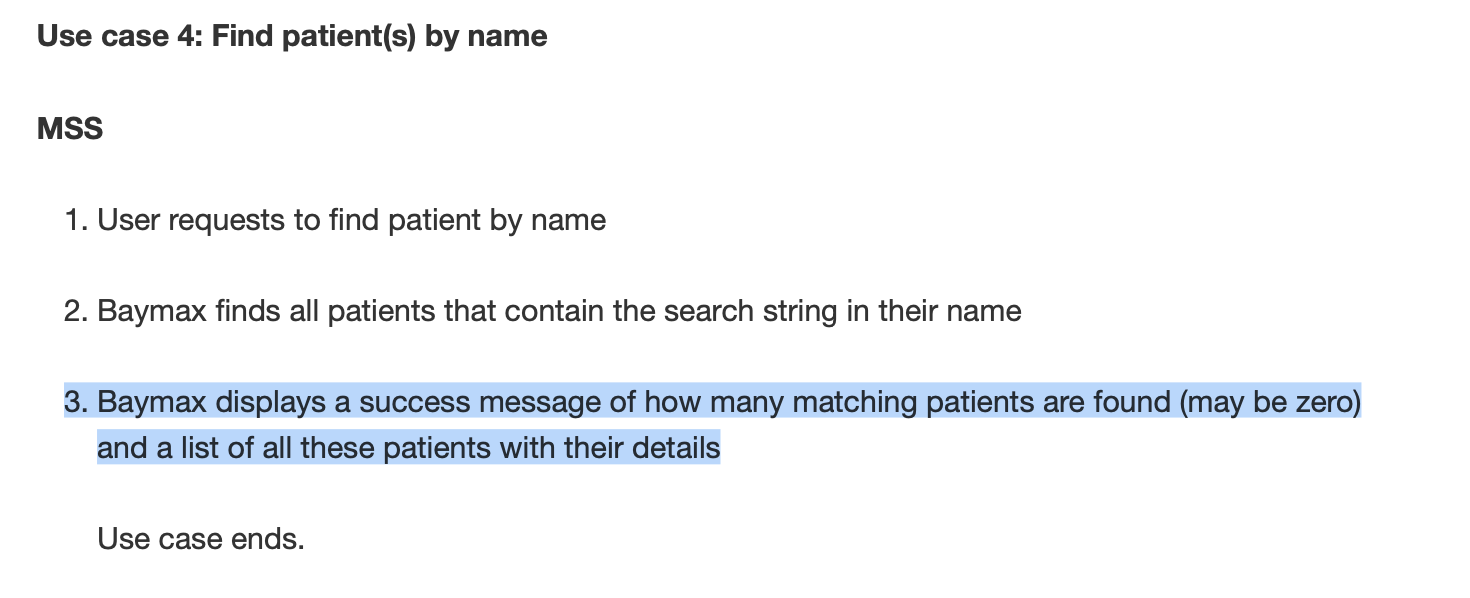 Use case 4: Find patient(s) by name
MSS
1. User requests to find patient by name
2. Baymax finds all patients that contain the search string in their name
3. Baymax displays a success message of how many matching patients are found (may be zero)
and a list of all these patients with their details
Use case ends.